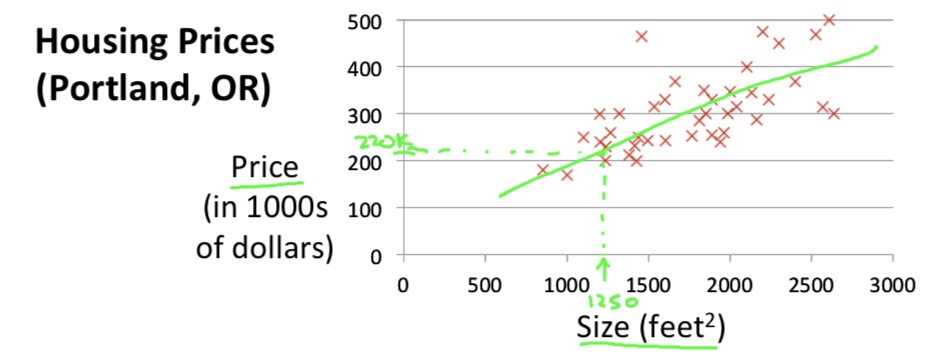 Housing Prices
(Portland, OR)
500
400
300
220K
200
100
0
Price
(in 1000s
of dollars)
0 500 1000 1500 2000 2500 3000
1250
Size (feet²)